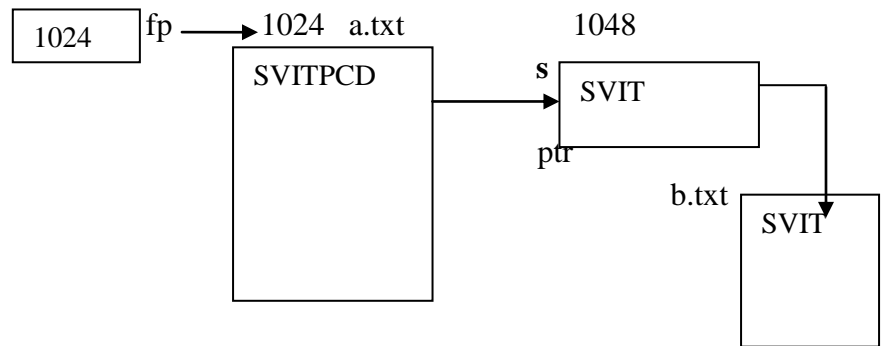 1024 fp 1024 a.txt 1048
SVITPCD
s SVIT
ptr
b.txt
SVIT